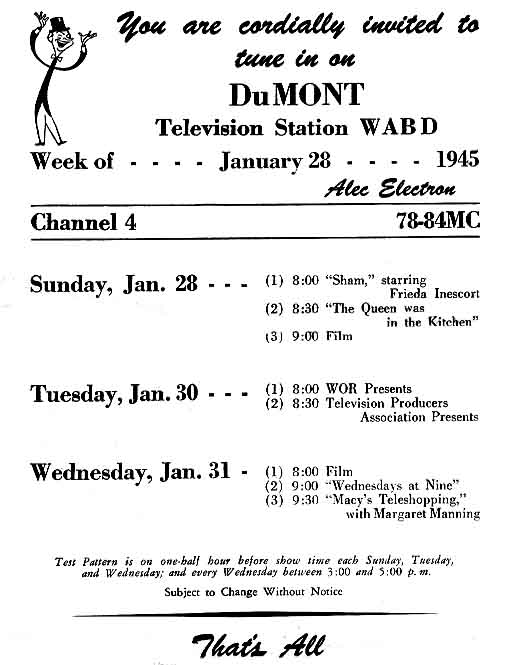 You are cordially invited to
tune in on
DuMONT
Television Station WABD
Week of - - - - January 28 - - - - 1945
Alec Electron
Channel 4 78-84MC
Sunday, Jan. 28 - - - (1) 8:00 "Sham," starring
Frieda Inescort
(2) 8:30 "The Queen was
in the Kitchen"
(3) 9:00 Film
Tuesday, Jan. 30 - - - (1) 8:00 WOR Presents
(2) 8:30 Television Producers
Association Presents
Wednesday, Jan. 31 - (1) 8:00 Film
(2) 9:00 "Wednesdays at Nine"
(3) 9:30 "Macy's Teleshopping,"
with Margaret Manning
Test Pattern is on one-half hour before show time each Sunday, Tuesday,
and Wednesday; and every Wednesday between 3:00 and 5:00 p. m.
Subject to Change Without Notice
That's All